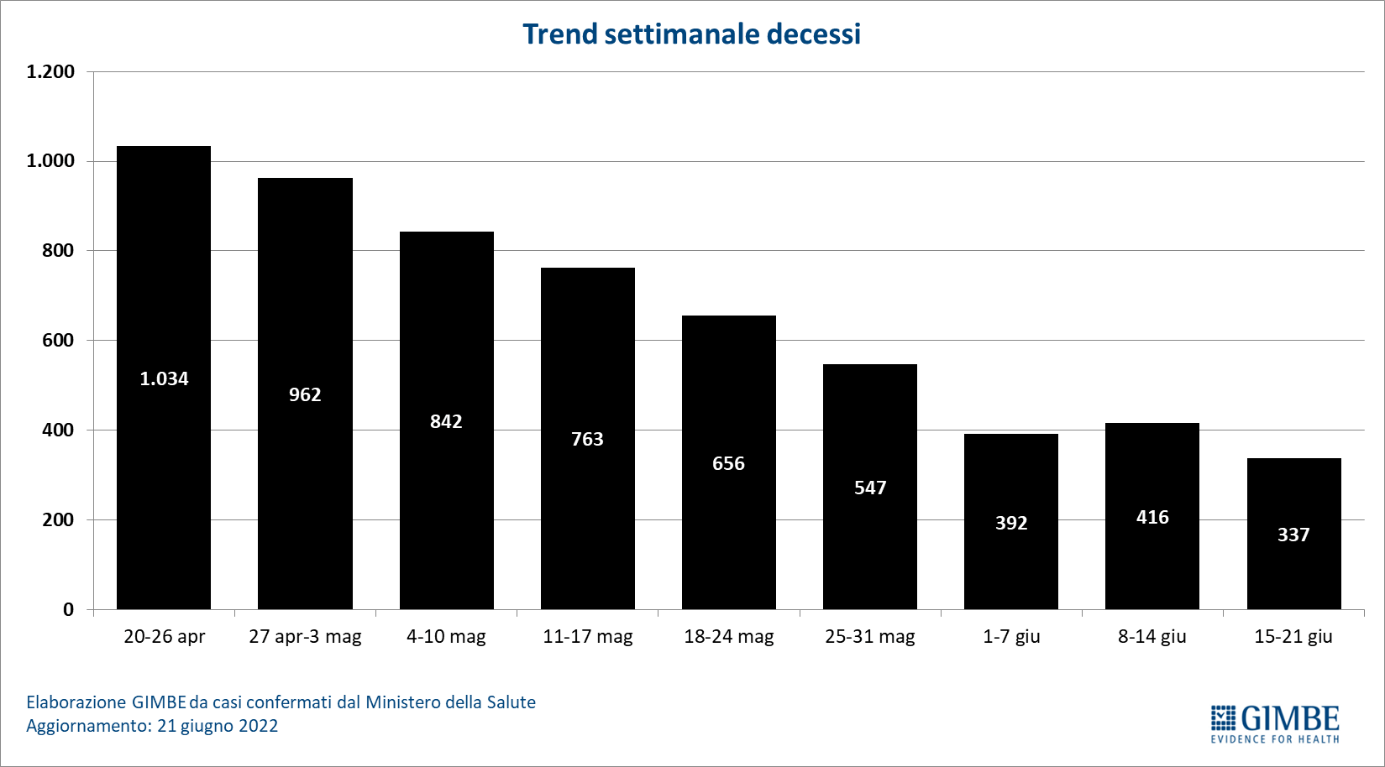 Trend settimanale decessi
1.200
1.000
800
600
400
200
0
1.034
962
842
763
656
547
392
416
337
20-26 apr
27 apr-3 mag
4-10 mag
11-17 mag
18-24 mag
25-31 mag
1-7 giu
8-14 giu
15-21 giu
Elaborazione GIMBE da casi confermati dal Ministero della Salute
Aggiornamento: 21 giugno 2022
GIMBE
EVIDENCE FOR HEALTH